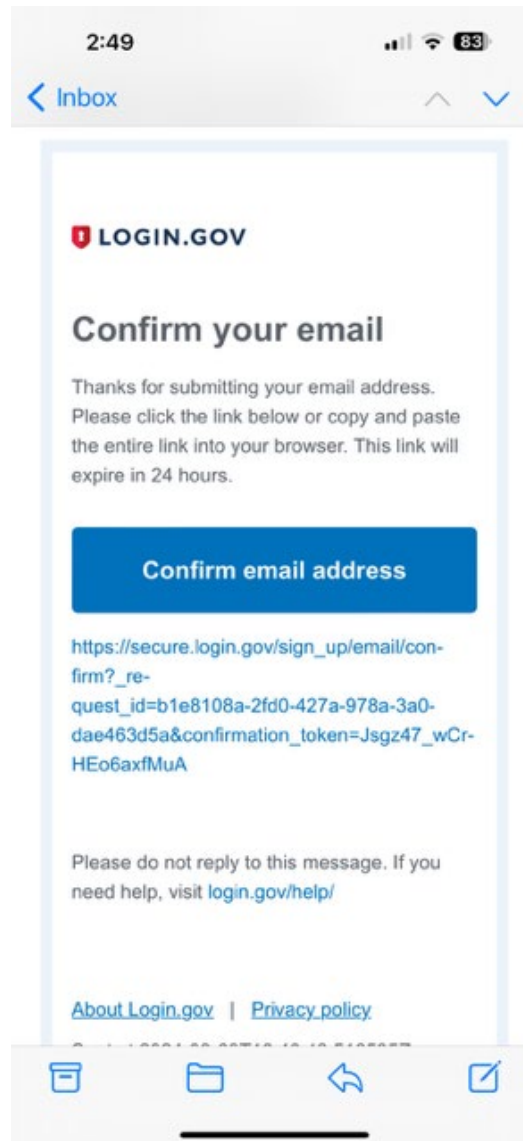 2:49
83
Inbox
LOGIN.GOV
Confirm your email
Thanks for submitting your email address.
Please click the link below or copy and paste
the entire link into your browser. This link will
expire in 24 hours.
Confirm email address
https://secure.login.gov/sign_up/email/con-
firm?_re-
quest_id=b1e8108a-2fd0-427a-978a-3a0-
dae463d5a&confirmation_token=Jsgz47_wCr-
HEo6axfMuA
Please do not reply to this message. If you
need help, visit login.gov/help/
About Login.gov | Privacy policy